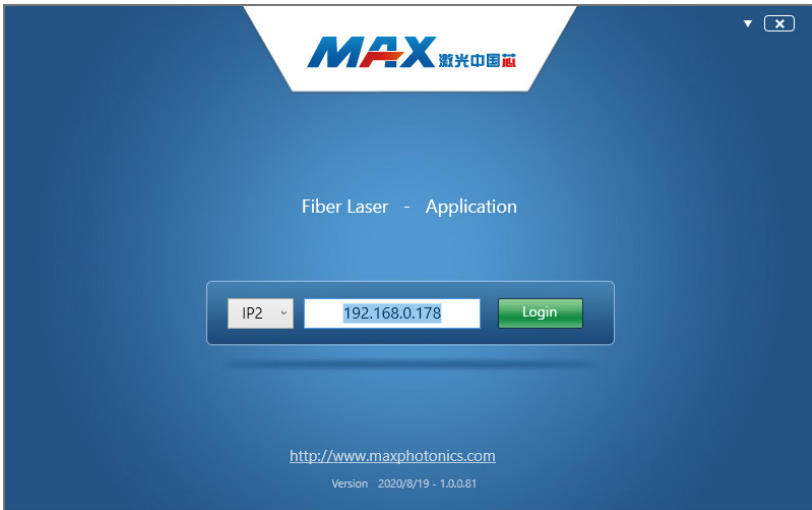 MAX 激光中国芯
Fiber Laser - Application
IP2 192.168.0.178 Login
http://www.maxphotonics.com
Version 2020/8/19 - 1.0.0.81